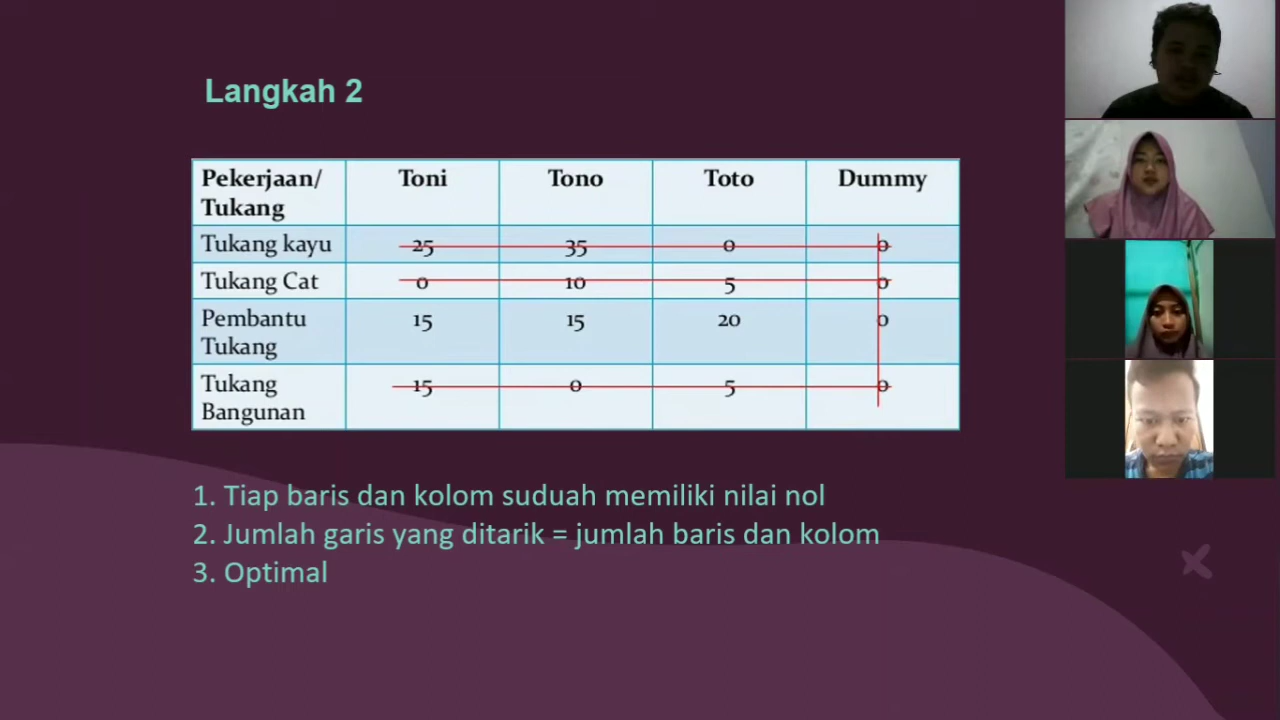 Langkah 2
Pekerjaan/ Toni Tono Toto Dummy
Tukang
Tukang kayu 25 35 0 0
Tukang Cat 0 10 5 0
Pembantu 15 15 20 0
Tukang
Tukang 15 0 5 0
Bangunan
1. Tiap baris dan kolom suduah memiliki nilai nol
2. Jumlah garis yang ditarik = jumlah baris dan kolom
3. Optimal